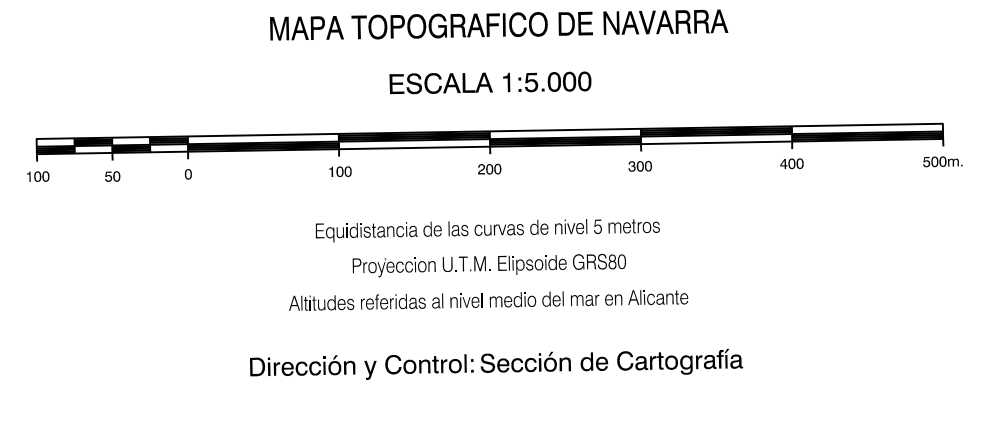 MAPA TOPOGRAFICO DE NAVARRA
ESCALA 1:5.000
100 50 0 100 200 300 400 500m.
Equidistancia de las curvas de nivel 5 metros
Proyeccion U.T.M. Elipsoide GRS80
Altitudes referidas al nivel medio del mar en Alicante
Dirección y Control: Sección de Cartografía